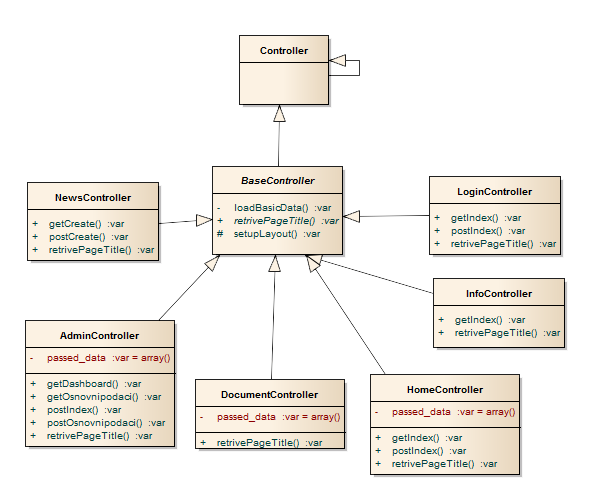 Controller
BaseController
- loadBasicData() :var
+ retrivePageTitle() :var
# setupLayout() :var
NewsController
+ getCreate() :var
+ postCreate() :var
+ retrivePageTitle() :var
LoginController
+ getIndex() :var
+ postIndex() :var
+ retrivePageTitle() :var
InfoController
+ getIndex() :var
+ retrivePageTitle() :var
AdminController
- passed_data :var = array()
+ getDashboard() :var
+ getOsnovnipodaci() :var
+ postIndex() :var
+ postOsnovnipodaci() :var
+ retrivePageTitle() :var
DocumentController
- passed_data :var = array()
+ retrivePageTitle() :var
HomeController
- passed_data :var = array()
+ getIndex() :var
+ postIndex() :var
+ retrivePageTitle() :var